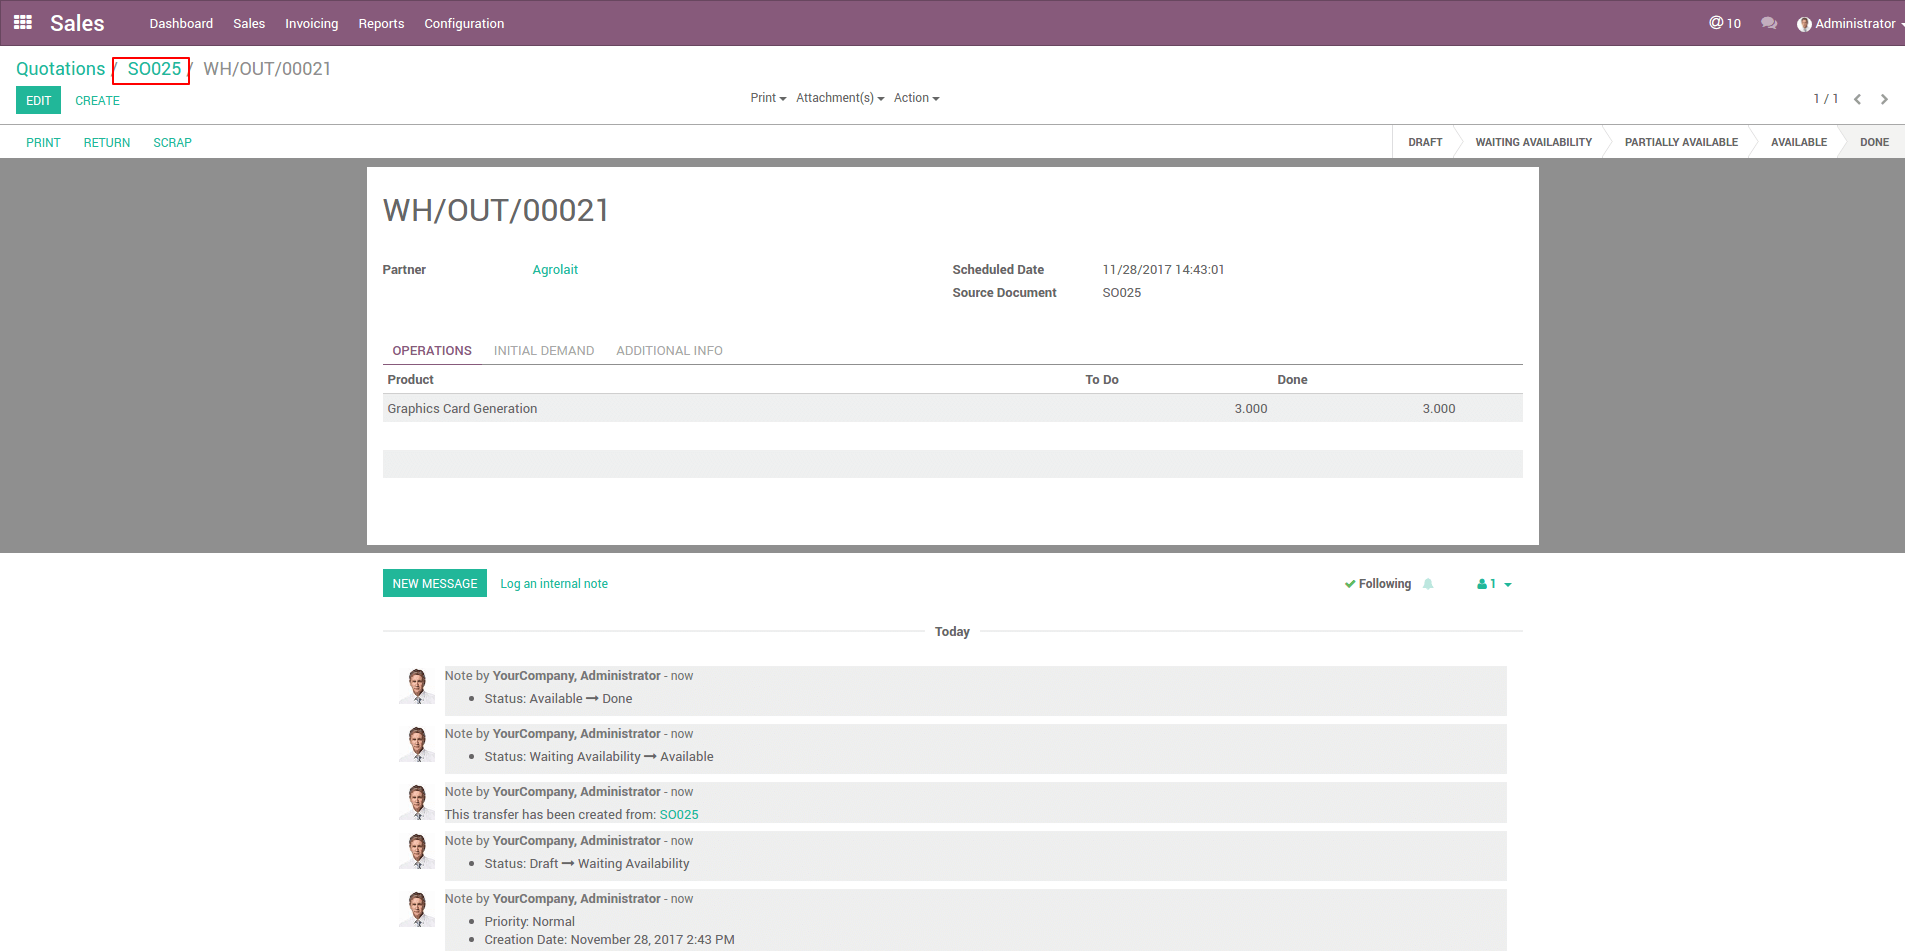 Sales Dashboard Sales Invoicing Reports Configuration @ 10 Administrator
Quotations / SO025 / WH/OUT/00021
EDIT CREATE Print Attachment(s) Action 1 / 1
PRINT RETURN SCRAP DRAFT WAITING AVAILABILITY PARTIALLY AVAILABLE AVAILABLE DONE
WH/OUT/00021
Partner Agrolait Scheduled Date 11/28/2017 14:43:01
Source Document SO025
OPERATIONS INITIAL DEMAND ADDITIONAL INFO
Product To Do Done
Graphics Card Generation 3.000 3.000
NEW MESSAGE Log an internal note Following 1
Today
Note by YourCompany, Administrator - now
• Status: Available → Done
Note by YourCompany, Administrator - now
• Status: Waiting Availability → Available
Note by YourCompany, Administrator - now
This transfer has been created from: SO025
Note by YourCompany, Administrator - now
• Status: Draft → Waiting Availability
Note by YourCompany, Administrator - now
• Priority: Normal
• Creation Date: November 28, 2017 2:43 PM